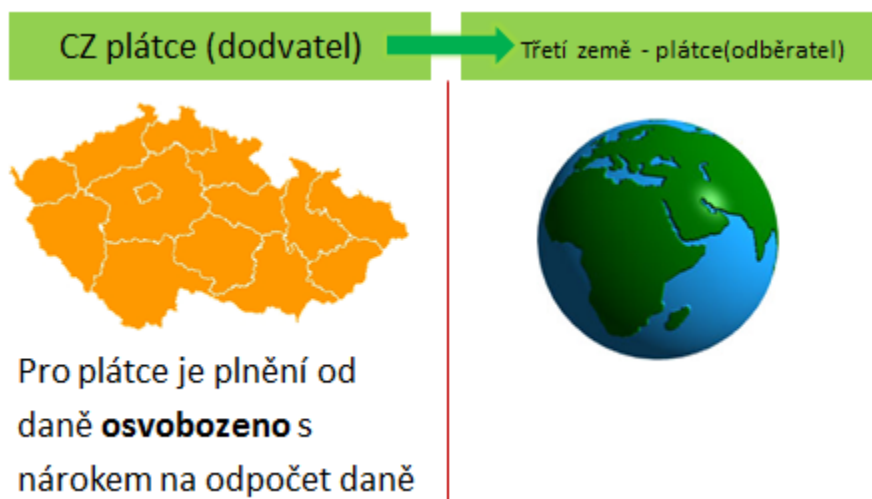 CZ plátce (dodvatel)
Třetí země - plátce(odběratel)
Pro plátce je plnění od
daně osvobozeno s
nárokem na odpočet daně